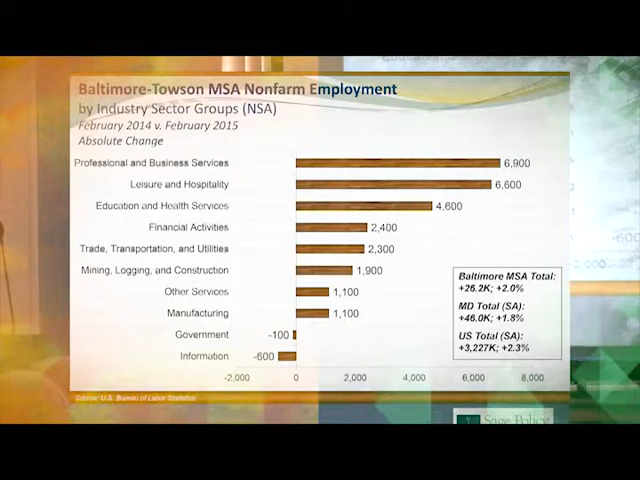 Baltimore-Towson MSA Nonfarm Employment
by Industry Sector Groups (NSA)
February 2014 v. February 2015
Absolute Change
Professional and Business Services 6,900
Leisure and Hospitality 6,600
Education and Health Services 4,600
Financial Activities 2,400
Trade, Transportation, and Utilities 2,300
Mining, Logging, and Construction 1,900
Other Services 1,100
Manufacturing 1,100
Government -100
Information -600
Baltimore MSA Total:
+26.2K; +2.0%
MD Total (SA):
+46.0K; +1.8%
US Total (SA):
+3,227K; +2.3%
-2,000 0 2,000 4,000 6,000 8,000
Source: U.S. Bureau of Labor Statistics
Sage Policy
-600
2,000